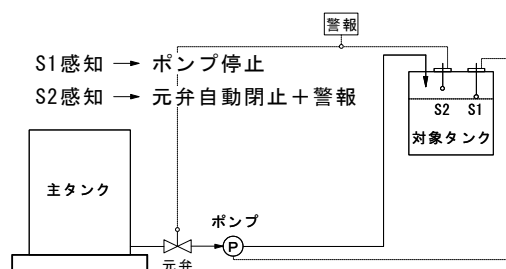 警報
S1感知 → ポンプ停止
S2感知 → 元弁自動閉止＋警報
S2 S1
対象タンク
主タンク
ポンプ
P
元弁